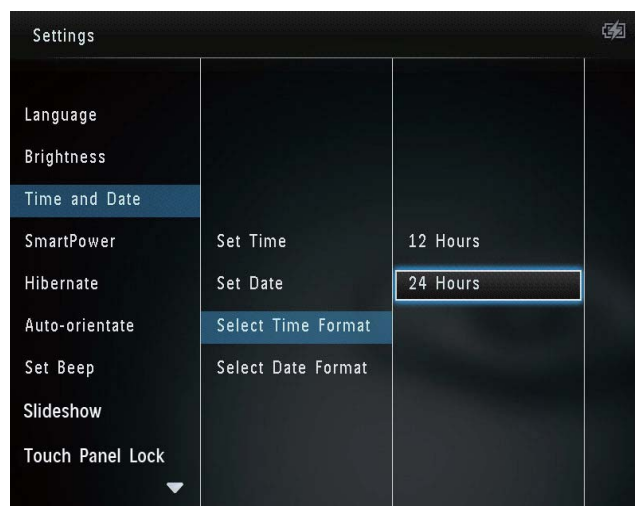 Settings
Language
Brightness
Time and Date
SmartPower
Hibernate
Auto-orientate
Set Beep
Slideshow
Touch Panel Lock
Set Time
Set Date
Select Time Format
Select Date Format
12 Hours
24 Hours